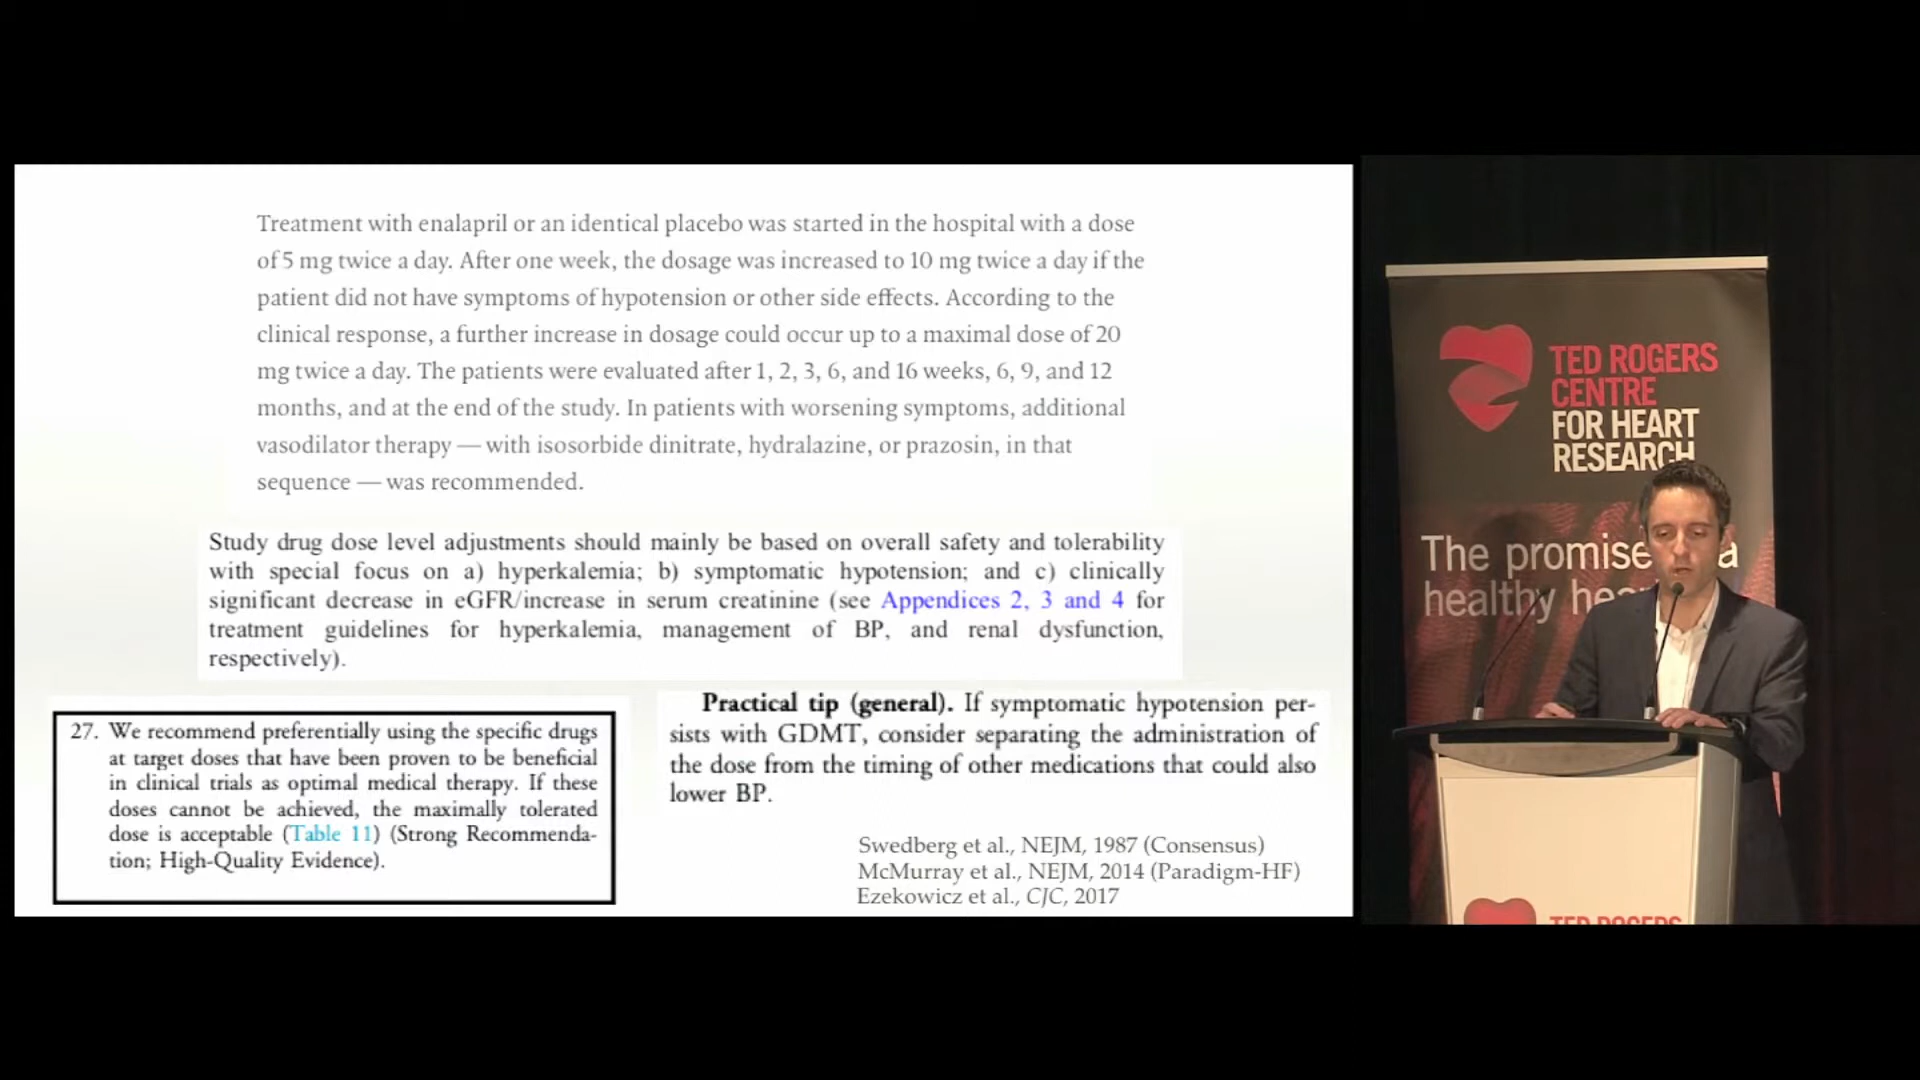 Treatment with enalapril or an identical placebo was started in the hospital with a dose
of 5 mg twice a day. After one week, the dosage was increased to 10 mg twice a day if the
patient did not have symptoms of hypotension or other side effects. According to the
clinical response, a further increase in dosage could occur up to a maximal dose of 20
mg twice a day. The patients were evaluated after 1, 2, 3, 6, and 16 weeks, 6, 9, and 12
months, and at the end of the study. In patients with worsening symptoms, additional
vasodilator therapy — with isosorbide dinitrate, hydralazine, or prazosin, in that
sequence — was recommended.
Study drug dose level adjustments should mainly be based on overall safety and tolerability
with special focus on a) hyperkalemia; b) symptomatic hypotension; and c) clinically
significant decrease in eGFR/increase in serum creatinine (see Appendices 2, 3 and 4 for
treatment guidelines for hyperkalemia, management of BP, and renal dysfunction,
respectively).
27. We recommend preferentially using the specific drugs
at target doses that have been proven to be beneficial
in clinical trials as optimal medical therapy. If these
doses cannot be achieved, the maximally tolerated
dose is acceptable (Table 11) (Strong Recommenda-
tion; High-Quality Evidence).
Practical tip (general). If symptomatic hypotension per-
sists with GDMT, consider separating the administration of
the dose from the timing of other medications that could also
lower BP.
Swedberg et al., NEJM, 1987 (Consensus)
McMurray et al., NEJM, 2014 (Paradigm-HF)
Ezekowicz et al., CJC, 2017
TED ROGERS
CENTRE
FOR HEART
RESEARCH
The promise a
healthy
TED ROGERS